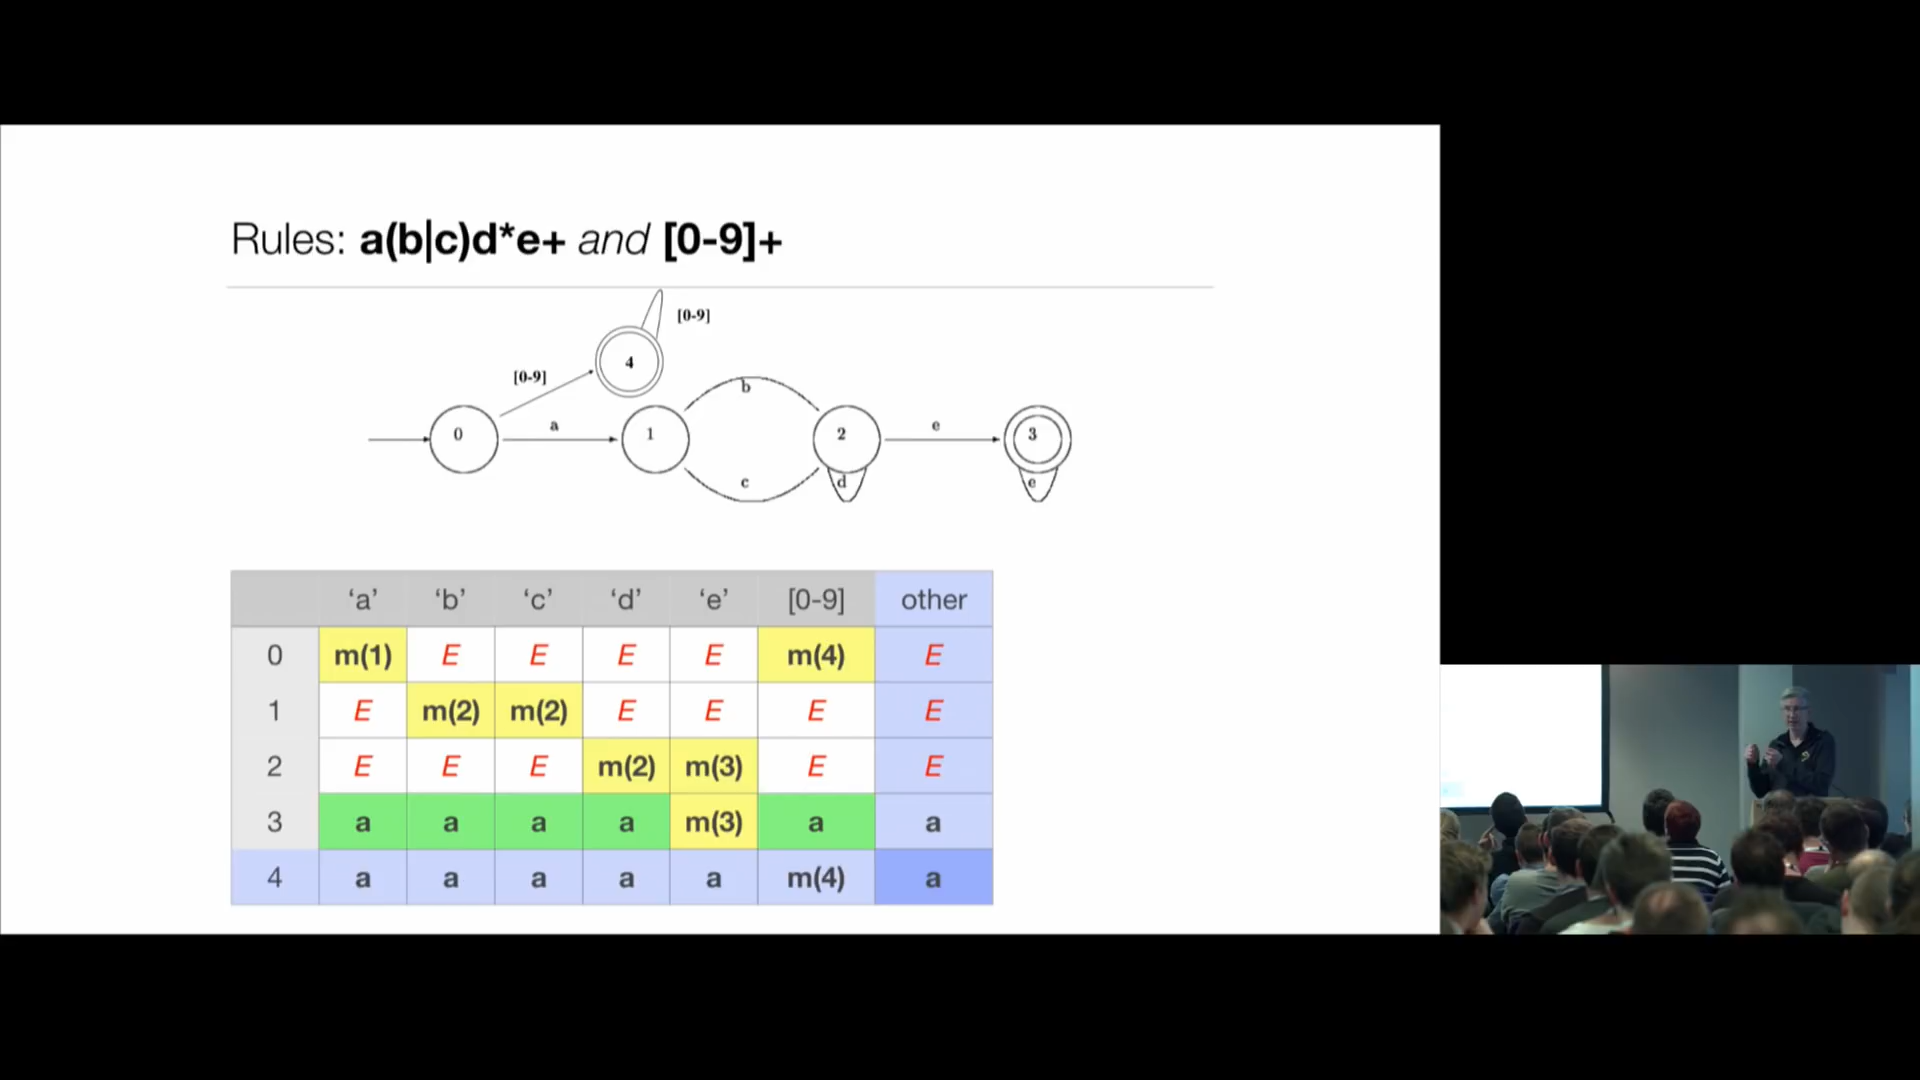 Rules: a(b|c)d*e+ and [0-9]+
[0-9]
4
[0-9]
b
0 a 1 2 e 3
c d e
‘a’ ‘b’ ‘c’ ‘d’ ‘e’ [0-9] other
0 m(1) E E E E m(4) E
1 E m(2) m(2) E E E E
2 E E E m(2) m(3) E E
3 a a a a m(3) a a
4 a a a a a m(4) a